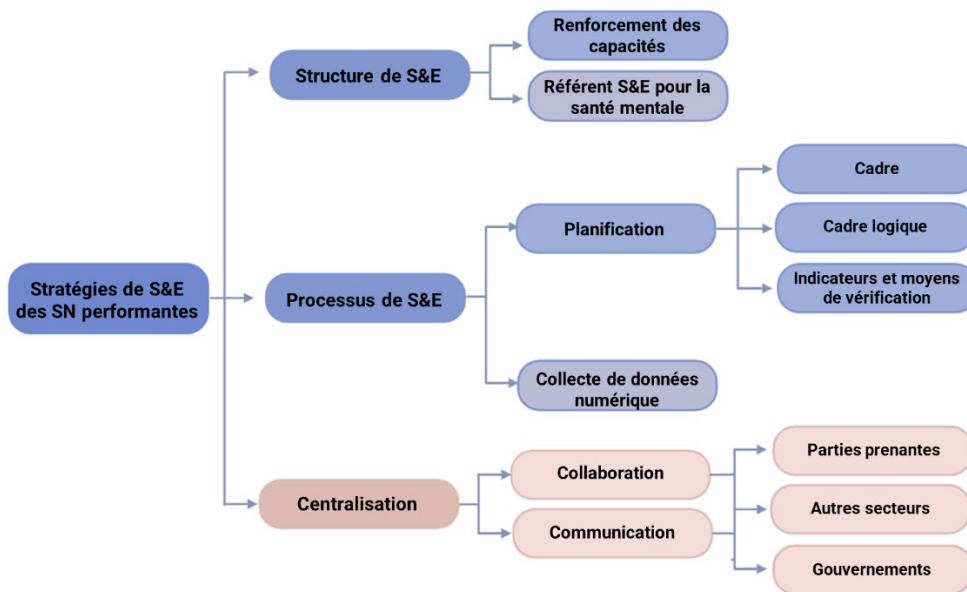 Renforcement des
capacités
Structure de S&E
Référent S&E pour la
santé mentale
Cadre
Planification
Cadre logique
Stratégies de S&E
des SN performantes
Processus de S&E
Indicateurs et moyens
de vérification
Collecte de données
numérique
Parties prenantes
Collaboration
Centralisation
Autres secteurs
Communication
Gouvernements